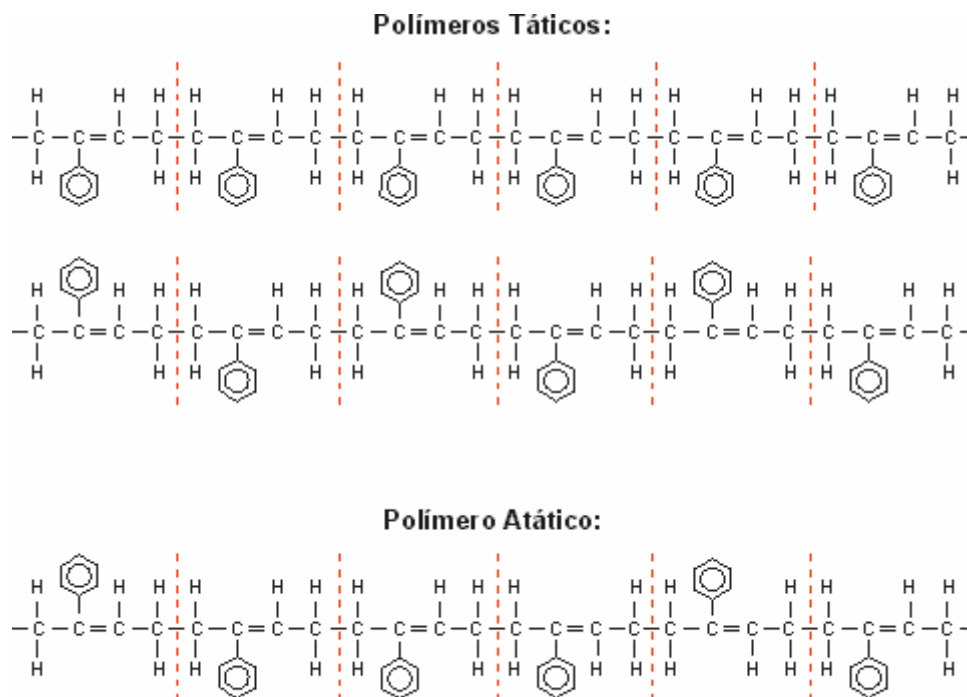 Polímeros Táticos:
H H H H H H H H H H H H H H H H H H
–C–C=C–C–C–C=C–C–C–C=C–C–C–C=C–C–C–C=C–C–C–C=C–C–
H H H H H H H H H H H H
H H H H H H H H H H H H H H H H H H
–C–C=C–C–C–C=C–C–C–C=C–C–C–C=C–C–C–C=C–C–C–C=C–C–
H H H H H H H H H H H H
Polímero Atático:
H H H H H H H H H H H H H H H H
–C–C=C–C–C–C=C–C–C–C=C–C–C–C=C–C–C–C=C–C–C–C=C–C–
H H H H H H H H H H H H H H